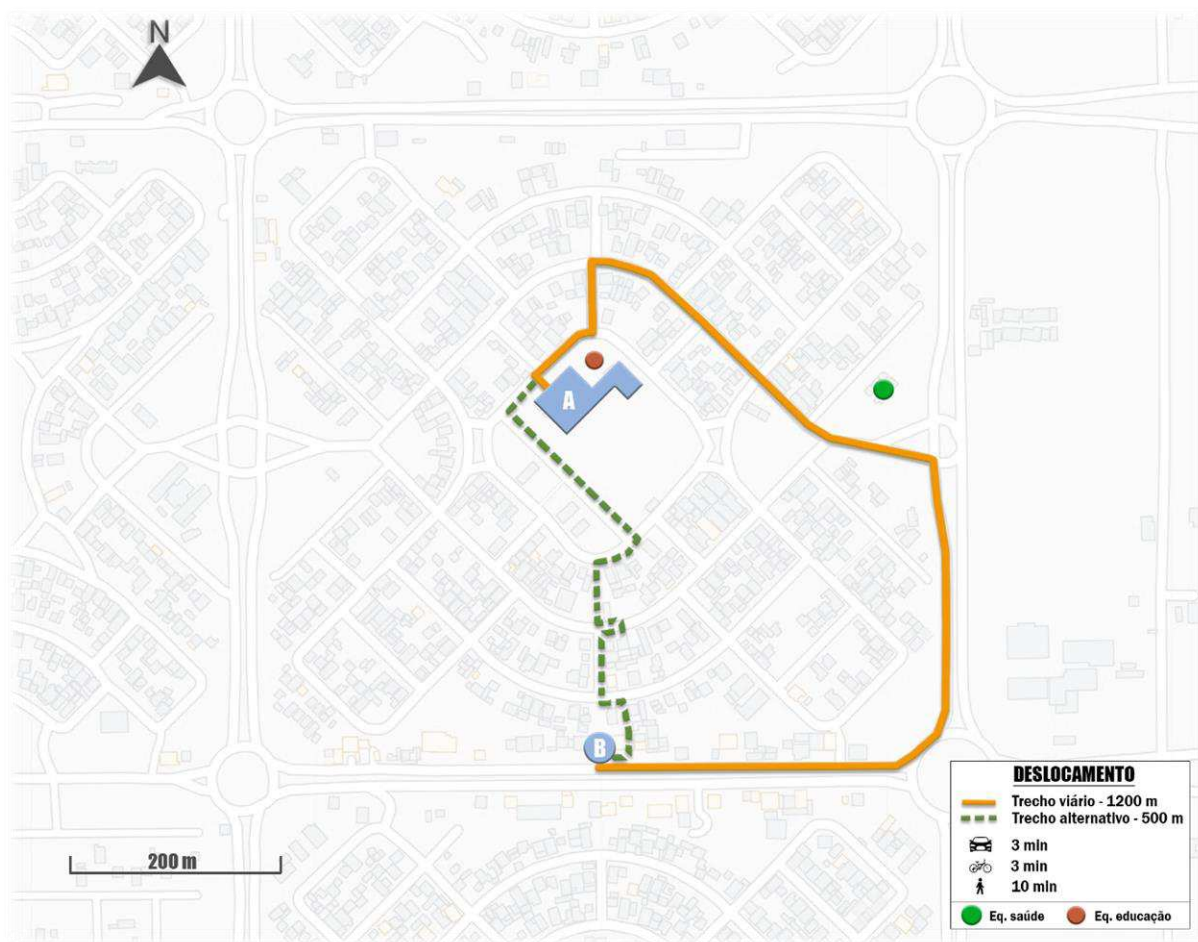 N
A
B
200 m
DESLOCAMENTO
Trecho viário - 1200 m
Trecho alternativo - 500 m
3 min
3 min
10 min
Eq. saúde
Eq. educação